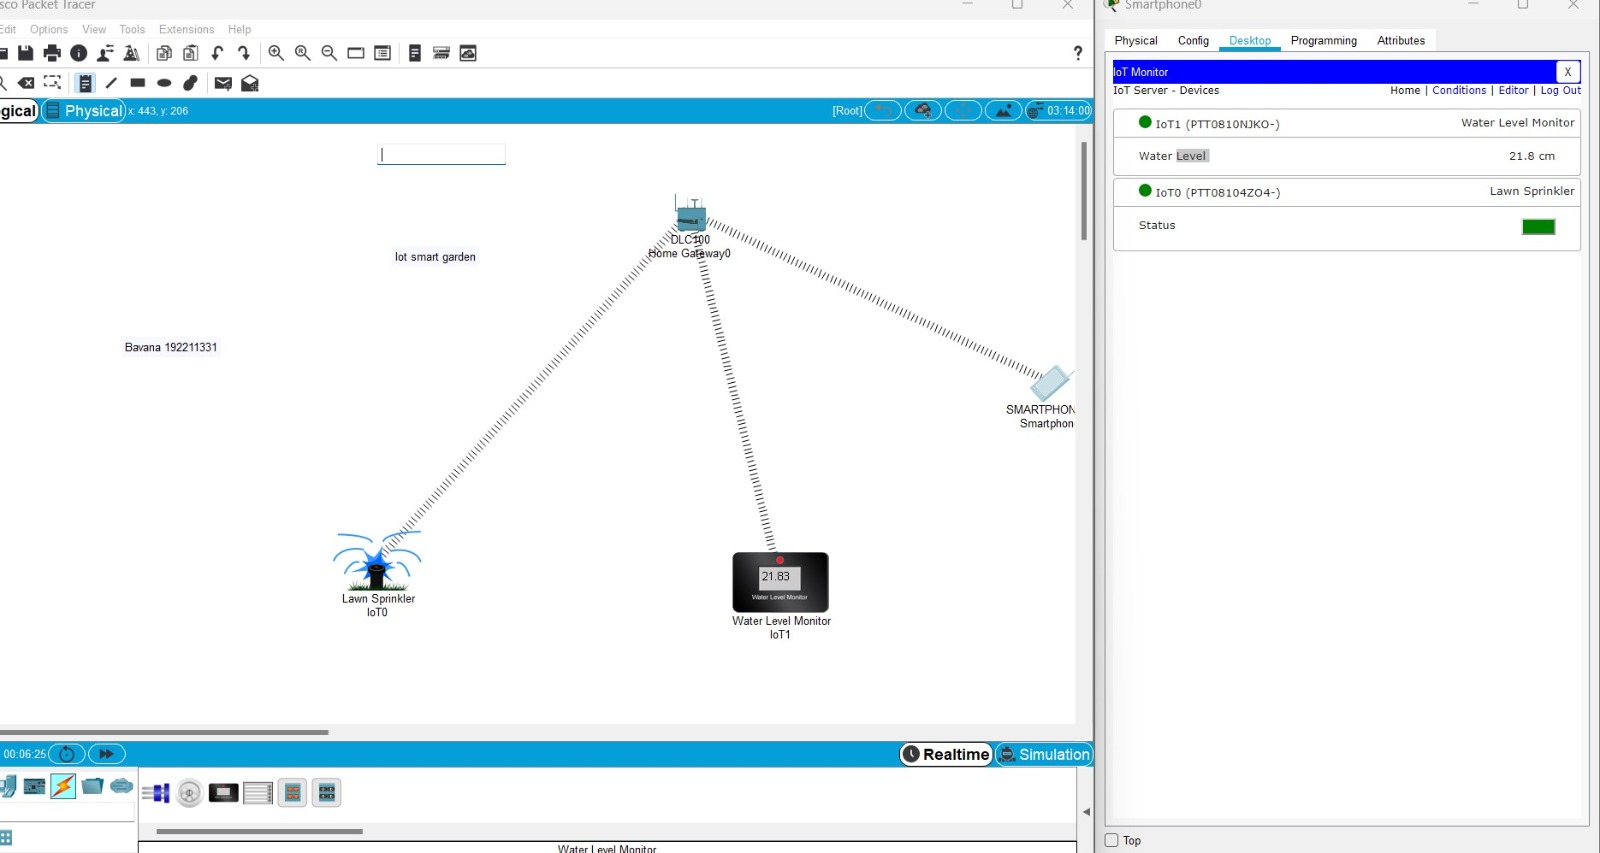 sco Packet Tracer
Edit Options View Tools Extensions Help
?
gical Physical x: 443, y: 206 [Root] 03:14:00
DLC100
Home Gateway0
Iot smart garden
Bavana 192211331
SMARTPHON
Smartphon
Lawn Sprinkler
IoT0
21.83
Water Level Monitor
Water Level Monitor
IoT1
00:06:25 Realtime Simulation
Water Level Monitor
Smartphone0
Physical Config Desktop Programming Attributes
IoT Monitor X
IoT Server - Devices Home | Conditions | Editor | Log Out
IoT1 (PTT0810NJKO-) Water Level Monitor
Water Level 21.8 cm
IoT0 (PTT08104ZO4-) Lawn Sprinkler
Status
Top